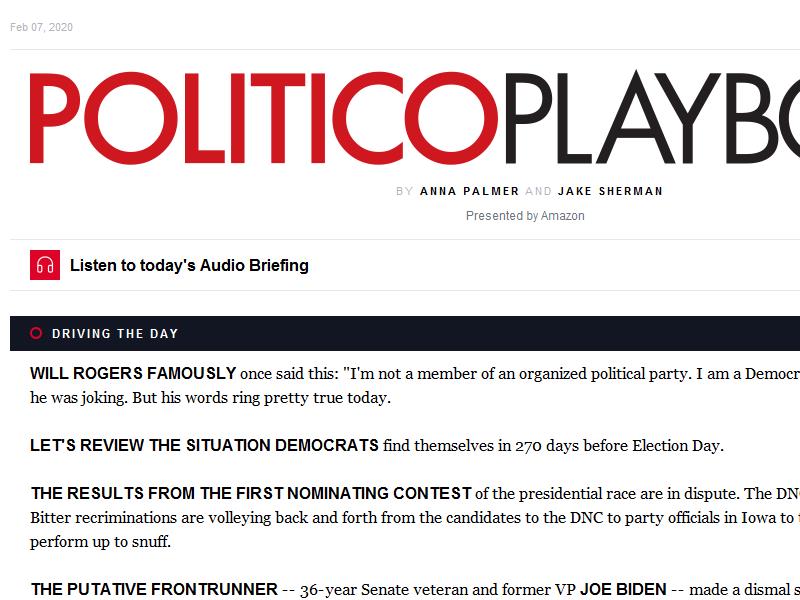 Feb 07, 2020
POLITICOPLAYB
BY ANNA PALMER AND JAKE SHERMAN
Presented by Amazon
Listen to today's Audio Briefing
DRIVING THE DAY
WILL ROGERS FAMOUSLY once said this: "I'm not a member of an organized political party. I am a Democr
he was joking. But his words ring pretty true today.
LET'S REVIEW THE SITUATION DEMOCRATS find themselves in 270 days before Election Day.
THE RESULTS FROM THE FIRST NOMINATING CONTEST of the presidential race are in dispute. The DN
Bitter recriminations are volleying back and forth from the candidates to the DNC to party officials in Iowa to
perform up to snuff.
THE PUTATIVE FRONTRUNNER -- 36-year Senate veteran and former VP JOE BIDEN -- made a dismal s